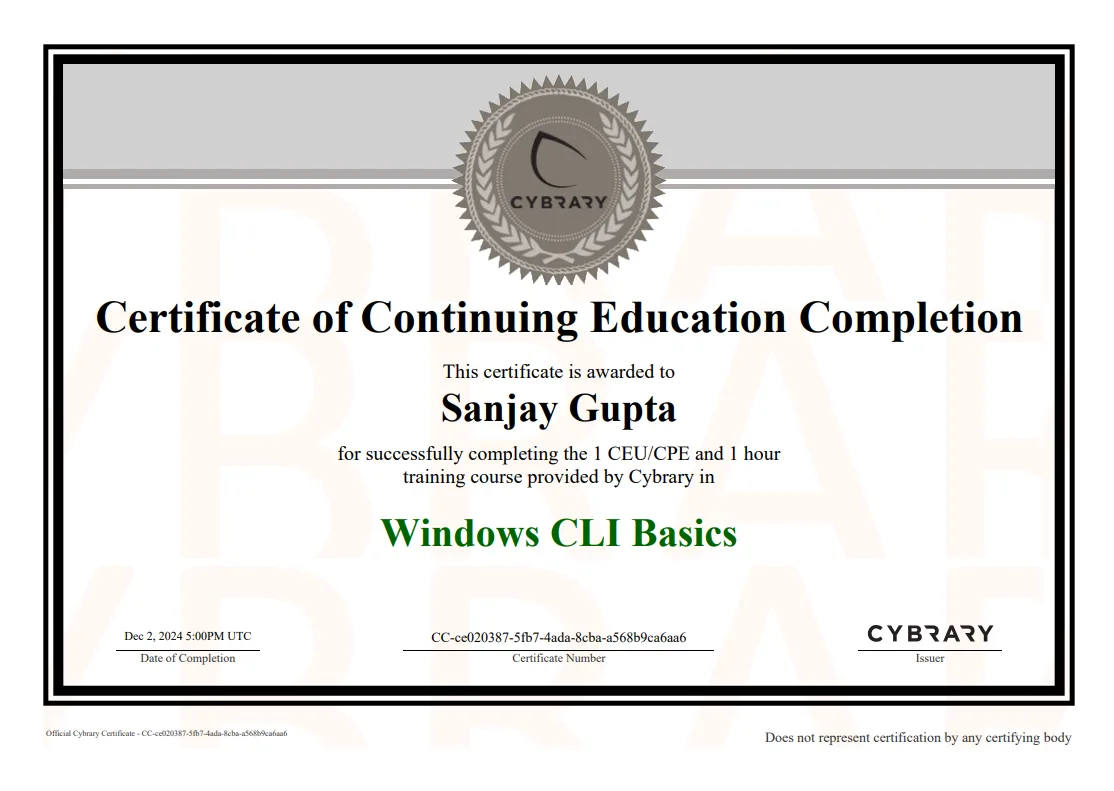 CYBRARY
Certificate of Continuing Education Completion
This certificate is awarded to
Sanjay Gupta
for successfully completing the 1 CEU/CPE and 1 hour
training course provided by Cybrary in
Windows CLI Basics
Dec 2, 2024 5:00PM UTC
Date of Completion
CC-ce020387-5fb7-4ada-8cba-a568b9ca6aa6
Certificate Number
CYBRARY
Issuer
Official Cybrary Certificate - CC-ce020387-5fb7-4ada-8cba-a568b9ca6aa6
Does not represent certification by any certifying body